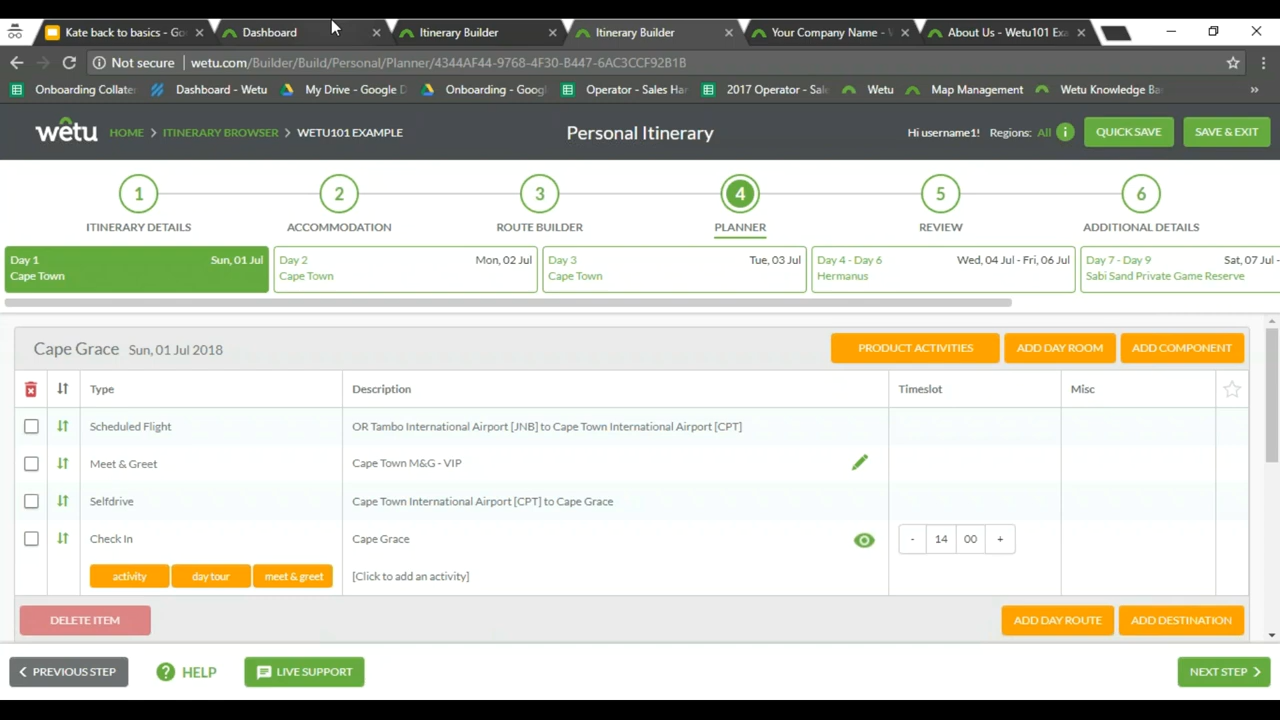 Kate back to basics - Go
Dashboard
Itinerary Builder
Itinerary Builder
Your Company Name - W
About Us - Wetu101 Exa
Not secure | wetu.com/Builder/Build/Personal/Planner/4344AF44-9768-4F30-B447-6AC3CCF92B1B
Onboarding Collater
Dashboard - Wetu
My Drive - Google D
Onboarding - Googl
Operator - Sales Han
2017 Operator - Sale
Wetu
Map Management
Wetu Knowledge Ba
»
wetu
HOME > ITINERARY BROWSER > WETU101 EXAMPLE
Personal Itinerary
Hi username1! Regions: All i
QUICK SAVE
SAVE & EXIT
1 2 3 4 5 6
ITINERARY DETAILS ACCOMMODATION ROUTE BUILDER PLANNER REVIEW ADDITIONAL DETAILS
Day 1 Sun, 01 Jul
Cape Town
Day 2 Mon, 02 Jul
Cape Town
Day 3 Tue, 03 Jul
Cape Town
Day 4 - Day 6 Wed, 04 Jul - Fri, 06 Jul
Hermanus
Day 7 - Day 9 Sat, 07 Jul -
Sabi Sand Private Game Reserve
Cape Grace Sun, 01 Jul 2018
PRODUCT ACTIVITIES
ADD DAY ROOM
ADD COMPONENT
Type Description Timeslot Misc
Scheduled Flight OR Tambo International Airport [JNB] to Cape Town International Airport [CPT]
Meet & Greet Cape Town M&G - VIP
Selfdrive Cape Town International Airport [CPT] to Cape Grace
Check In Cape Grace - 14 00 +
activity day tour meet & greet [Click to add an activity]
DELETE ITEM
ADD DAY ROUTE
ADD DESTINATION
PREVIOUS STEP
? HELP
LIVE SUPPORT
NEXT STEP